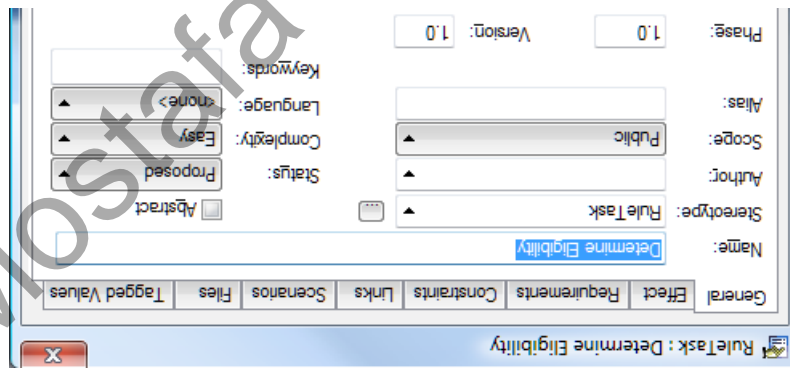 RuleTask : Determine Eligibility
General Effect Requirements Constraints Links Scenarios Files Tagged Values
Name: Determine Eligibility
Stereotype: RuleTask ... Abstract
Author: Status: Proposed
Scope: Public Complexity: Easy
Alias: Language: <none>
Keywords:
Phase: 1.0 Version: 1.0